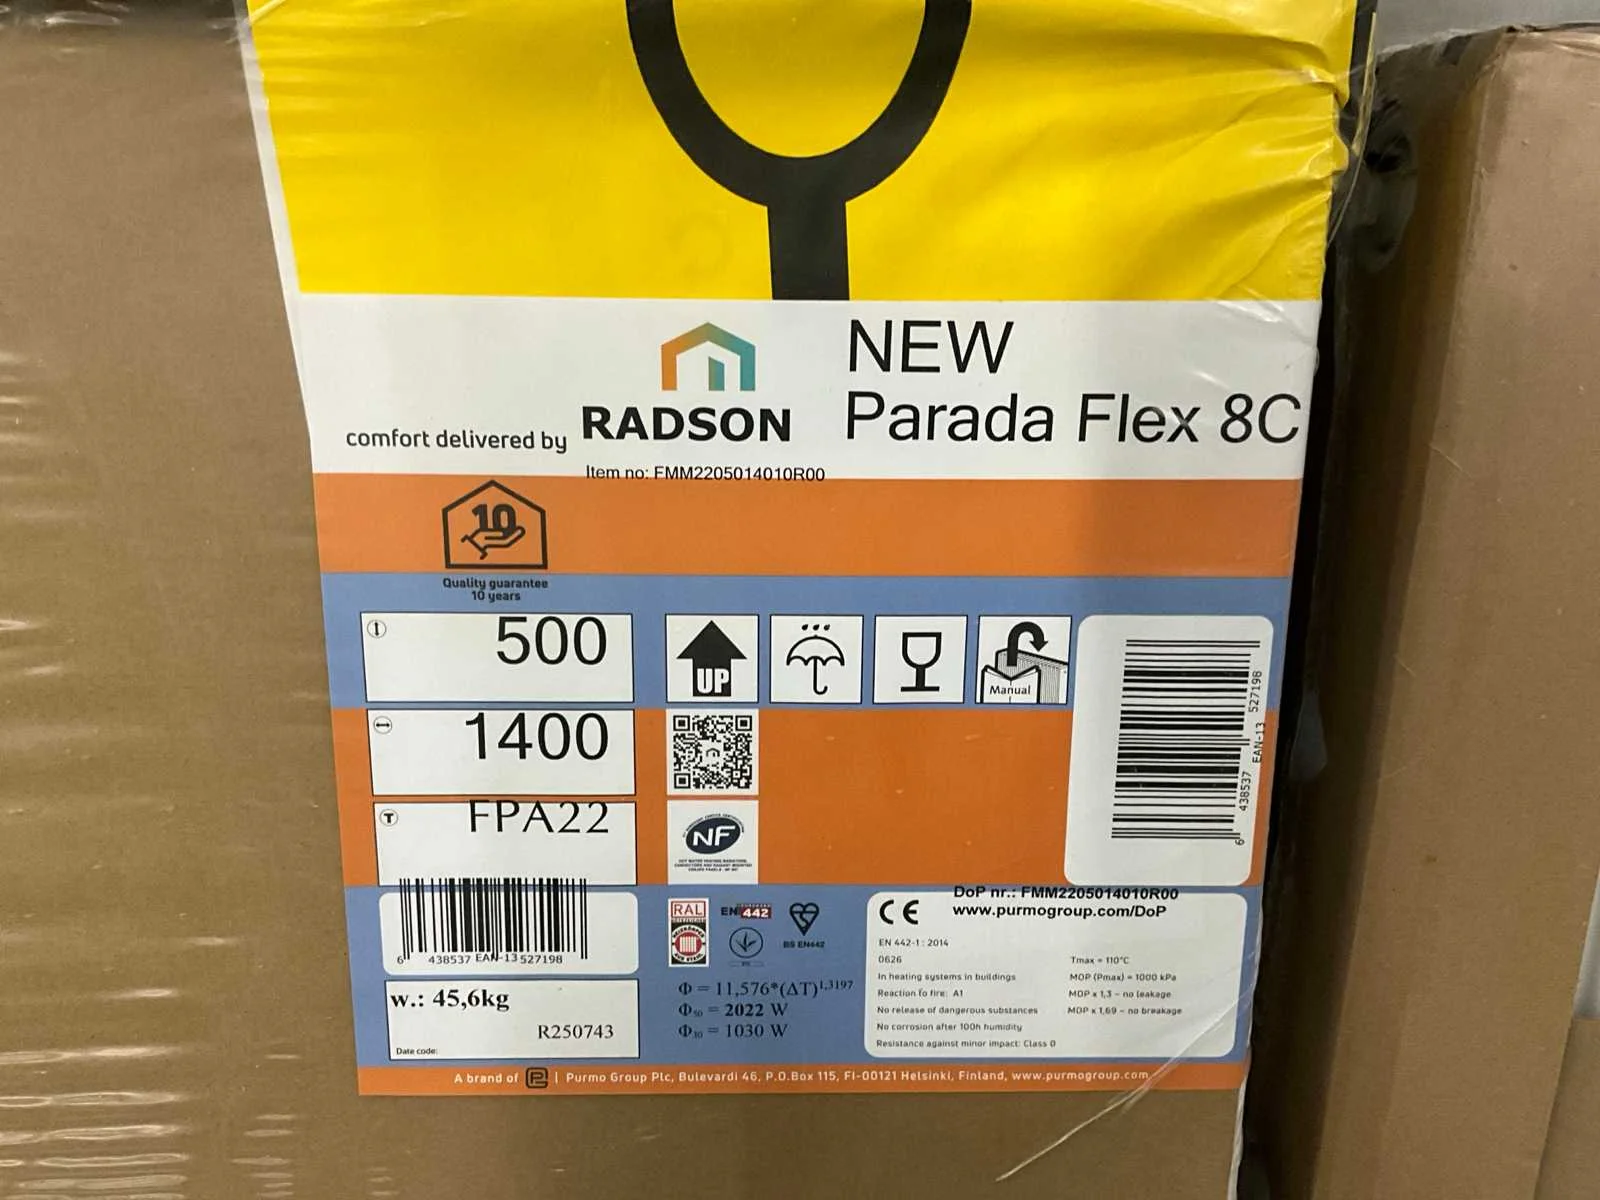 NEW
Parada Flex 8C
comfort delivered by RADSON
Item no: FMM2205014010R00
10
Quality guarantee
10 years
500
1400
T FPA22
UP
Manual
NF
6 438537 EAN-13 527198
6 438537 EAN-13 527198
w.: 45,6kg
R250743
Date code:
RAL
EN 442
BS EN442
Φ = 11,576*(ΔT)1,3197
Φ50 = 2022 W
Φ30 = 1030 W
DoP nr.: FMM2205014010R00
CE www.purmogroup.com/DoP
EN 442-1 : 2014
0626
In heating systems in buildings
Reaction to fire: A1
No release of dangerous substances
No corrosion after 100h humidity
Resistance against minor impact: Class 0
Tmax = 110°C
MOP (Pmax) = 1000 kPa
MOP x 1,3 - no leakage
MOP x 1,69 - no breakage
A brand of | Purmo Group Plc, Bulevardi 46, P.O.Box 115, FI-00121 Helsinki, Finland, www.purmogroup.com